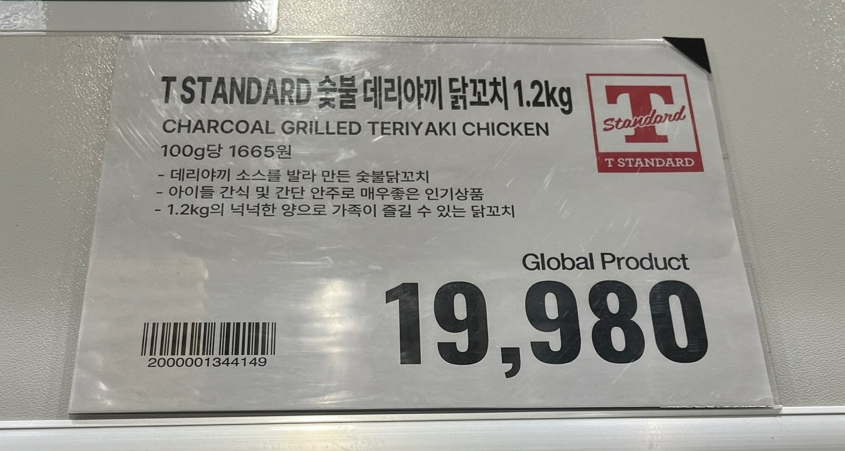 T STANDARD 숯불 데리야끼 닭꼬치 1.2kg
CHARCOAL GRILLED TERIYAKI CHICKEN
100g당 1665원
- 데리야끼 소스를 발라 만든 숯불닭꼬치
- 아이들 간식 및 간단 안주로 매우좋은 인기상품
- 1.2kg의 넉넉한 양으로 가족이 즐길 수 있는 닭꼬치
T
Standard
T STANDARD
Global Product
19,980
2000001344149